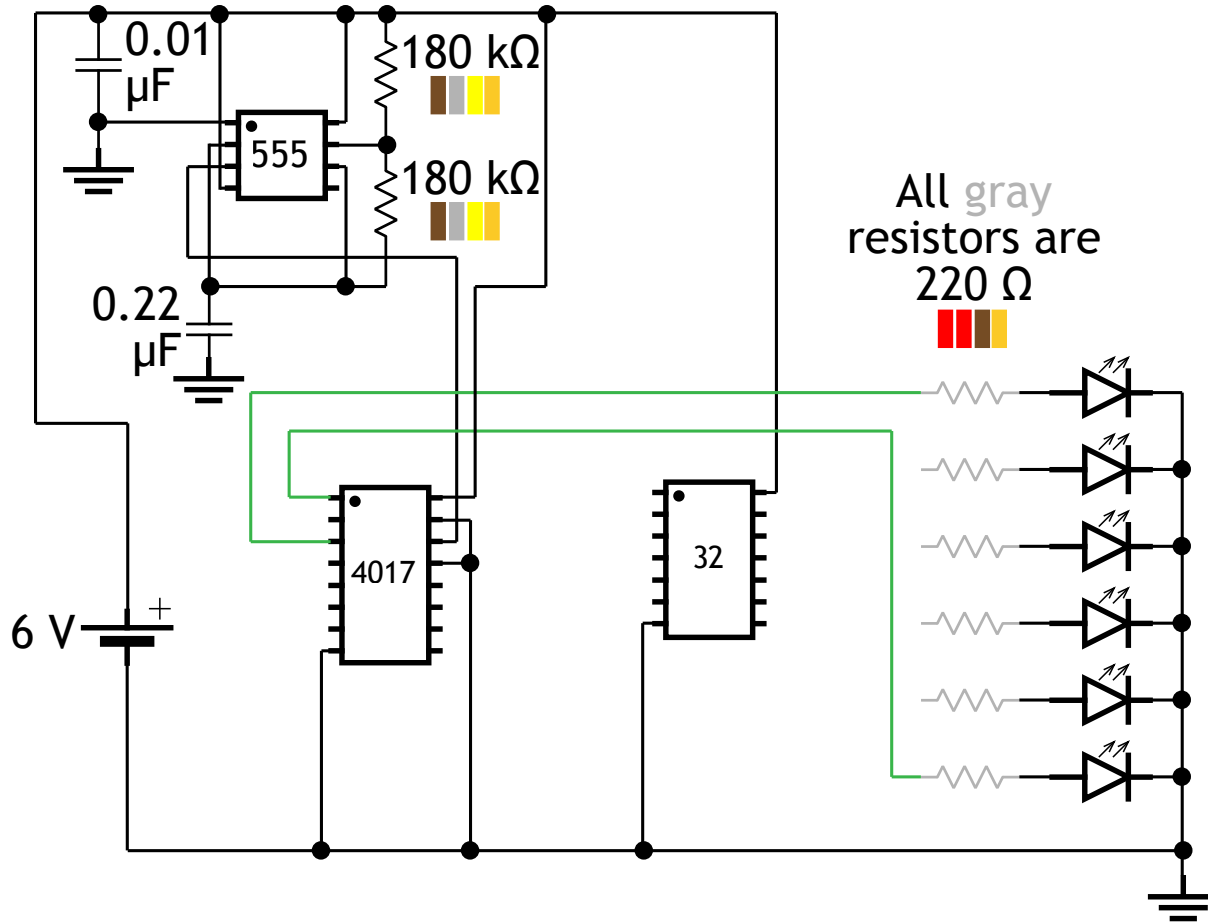 0.01
µF
180 kΩ
555
180 kΩ
0.22
µF
All gray
resistors are
220 Ω
4017
32
6 V
+